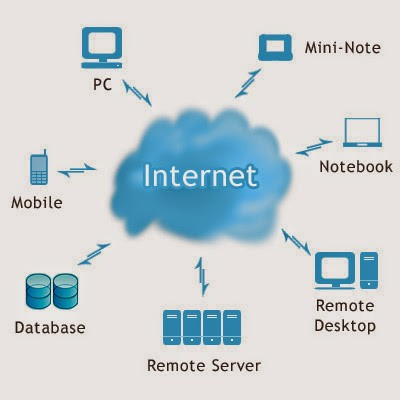 Mini-Note
PC
Internet
Notebook
Mobile
Remote
Desktop
Database
Remote Server